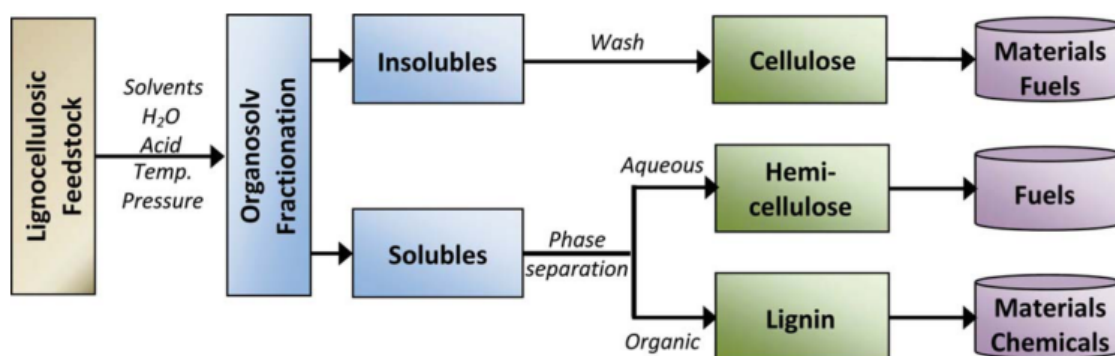 Lignocellulosic
Feedstock
Solvents
H₂O
Acid
Temp.
Pressure
Organosolv
Fractionation
Insolubles
Wash
Cellulose
Materials
Fuels
Solubles
Phase
separation
Aqueous
Hemi-
cellulose
Fuels
Organic
Lignin
Materials
Chemicals